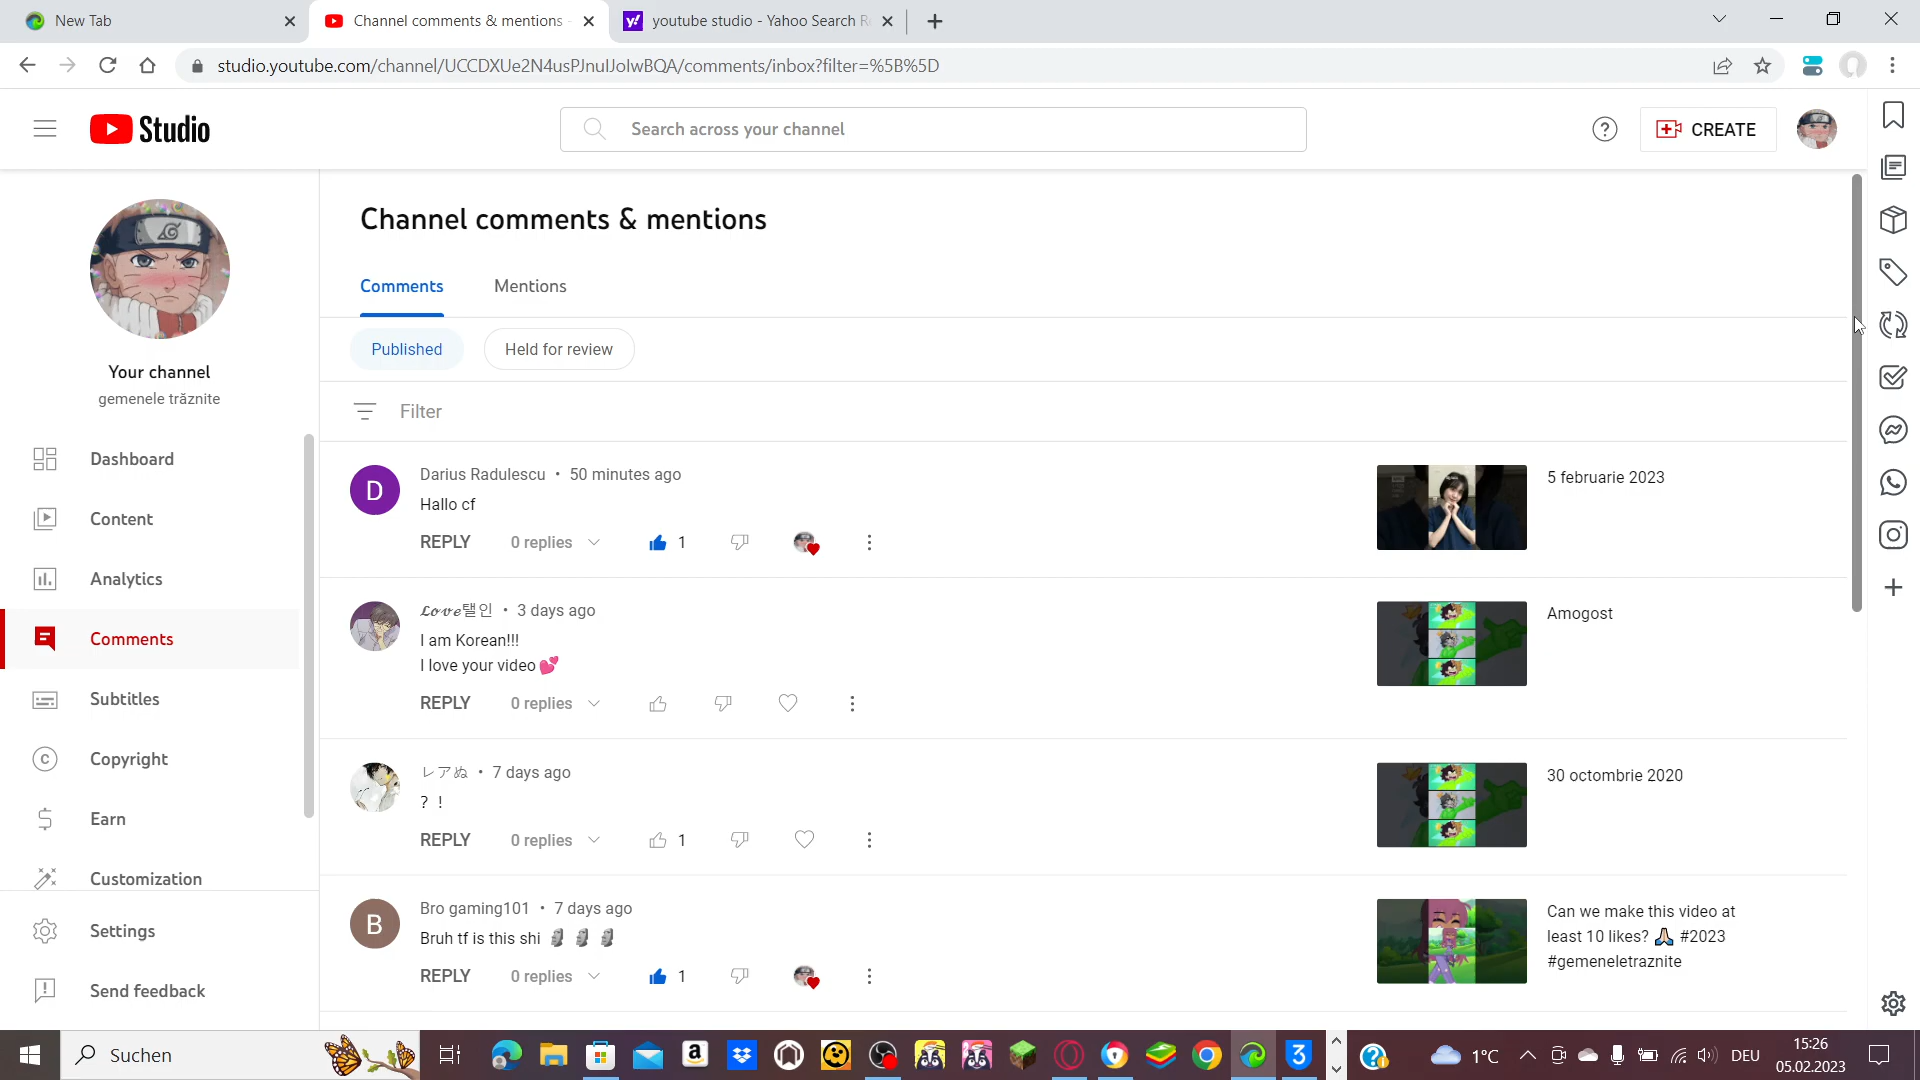 New Tab
Channel comments & mentions -
youtube studio - Yahoo Search R
studio.youtube.com/channel/UCCDXUe2N4usPJnulJolwBQA/comments/inbox?filter=%5B%5D
Studio
Search across your channel
CREATE
Channel comments & mentions
Your channel
gemenele trăznite
Comments
Mentions
Published
Held for review
Filter
Dashboard
Content
Analytics
Comments
Subtitles
Copyright
Earn
Customization
Settings
Send feedback
D
Darius Radulescu • 50 minutes ago
Hallo cf
REPLY 0 replies 1
5 februarie 2023
𝓛𝓸𝓿𝓮탤인 • 3 days ago
I am Korean!!!
I love your video 💕
REPLY 0 replies
Amogost
レアぬ • 7 days ago
? !
REPLY 0 replies 1
30 octombrie 2020
B
Bro gaming101 • 7 days ago
Bruh tf is this shi 🗿 🗿 🗿
REPLY 0 replies 1
Can we make this video at
least 10 likes? 🙏 #2023
#gemeneletraznite
Suchen
1°C
DEU
15:26
05.02.2023